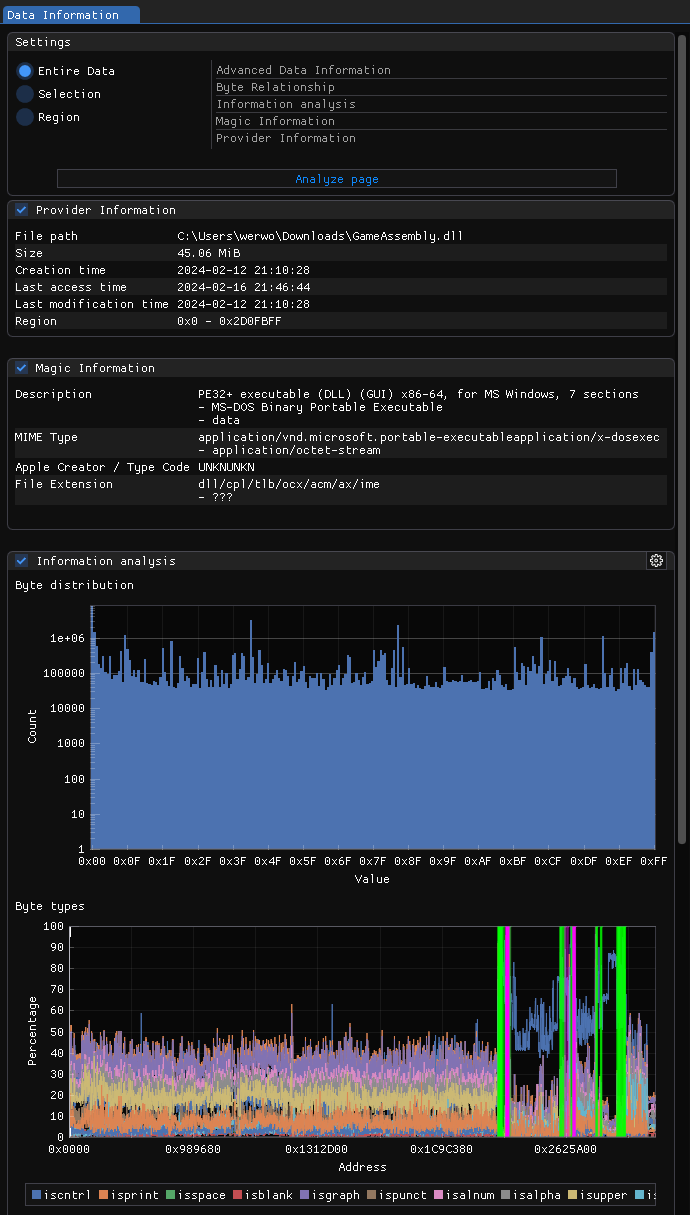 Data Information
Settings
Entire Data
Selection
Region
Advanced Data Information
Byte Relationship
Information analysis
Magic Information
Provider Information
Analyze page
Provider Information
File path C:\Users\werwo\Downloads\GameAssembly.dll
Size 45.06 MiB
Creation time 2024-02-12 21:10:28
Last access time 2024-02-16 21:46:44
Last modification time 2024-02-12 21:10:28
Region 0x0 - 0x2D0FBFF
Magic Information
Description PE32+ executable (DLL) (GUI) x86-64, for MS Windows, 7 sections
- MS-DOS Binary Portable Executable
- data
MIME Type application/vnd.microsoft.portable-executableapplication/x-dosexec
- application/octet-stream
Apple Creator / Type Code UNKNUNKN
File Extension dll/cpl/tlb/ocx/acm/ax/ime
- ???
Information analysis
Byte distribution
1e+06
100000
10000
1000
100
10
1
Count
0x00 0x0F 0x1F 0x2F 0x3F 0x4F 0x5F 0x6F 0x7F 0x8F 0x9F 0xAF 0xBF 0xCF 0xDF 0xEF 0xFF
Value
Byte types
100
90
80
70
60
50
40
30
20
10
0
Percentage
0x0000 0x989680 0x1312D00 0x1C9C380 0x2625A00
Address
iscntrl isprint isspace isblank isgraph ispunct isalnum isalpha isupper is